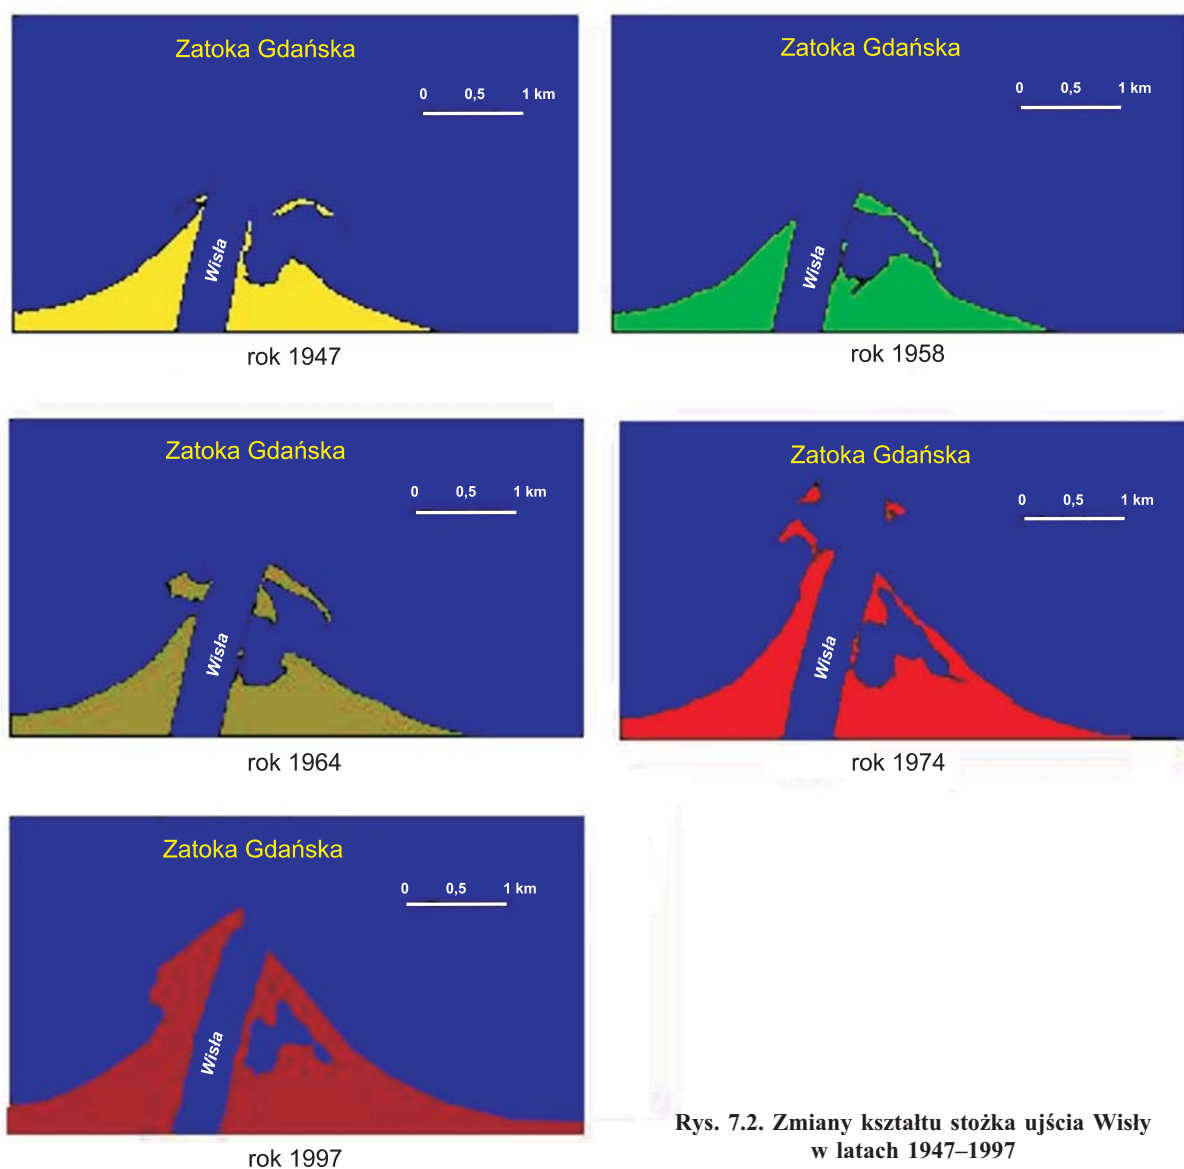 Zatoka Gdańska
0 0,5 1 km
Wisła
rok 1947
Zatoka Gdańska
0 0,5 1 km
Wisła
rok 1958
Zatoka Gdańska
0 0,5 1 km
Wisła
rok 1964
Zatoka Gdańska
0 0,5 1 km
Wisła
rok 1974
Zatoka Gdańska
0 0,5 1 km
Wisła
rok 1997
Rys. 7.2. Zmiany kształtu stożka ujścia Wisły
w latach 1947–1997